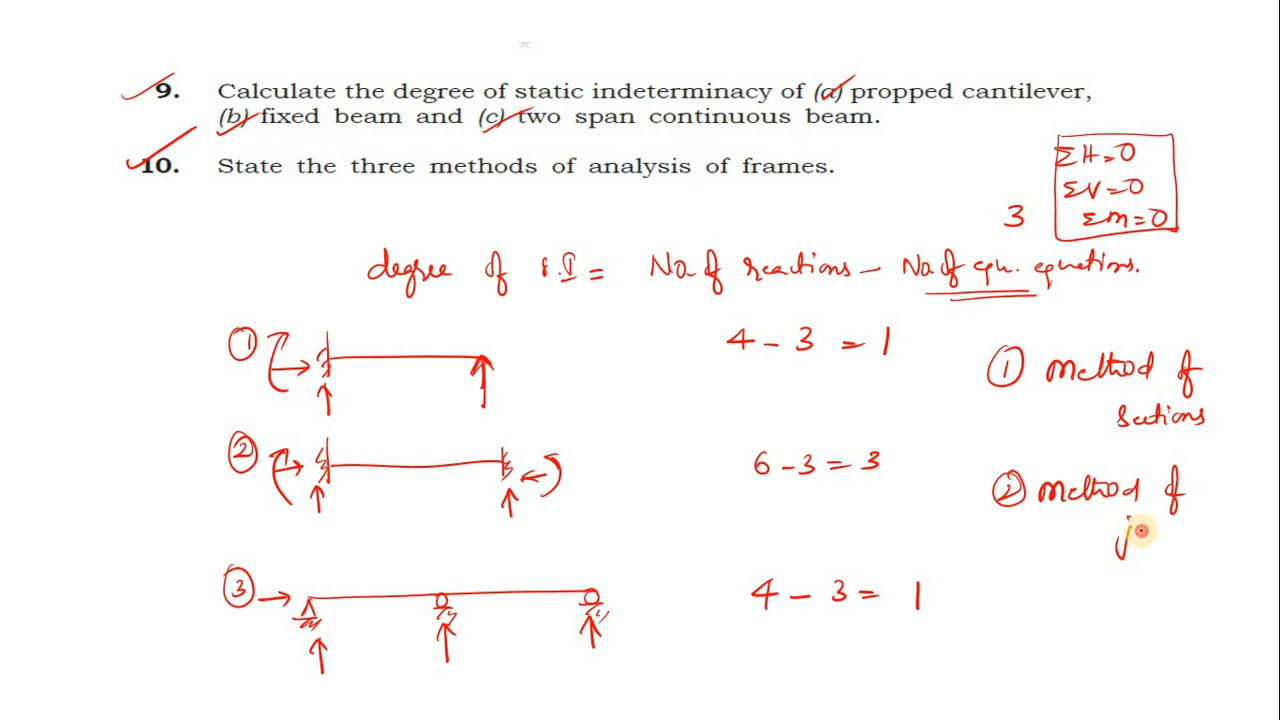 9. Calculate the degree of static indeterminacy of (a) propped cantilever,
(b) fixed beam and (c) two span continuous beam.
10. State the three methods of analysis of frames.
ΣH=0
ΣV=0
3 ΣM=0
degree of S.I = No. of reactions - No. of equ. equations.
① 4 - 3 = 1
① Method of
sections
② 6 - 3 = 3
② Method of
j
③ 4 - 3 = 1